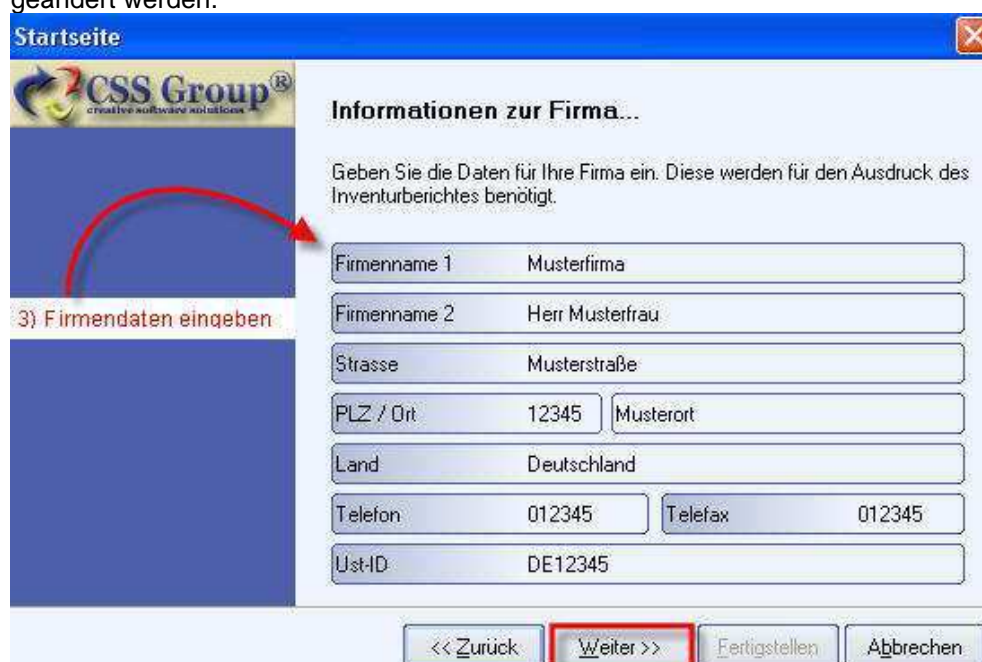 geändert werden.
Startseite
CSS Group®
creative software solutions
Informationen zur Firma...
Geben Sie die Daten für Ihre Firma ein. Diese werden für den Ausdruck des
Inventurberichtes benötigt.
3) Firmendaten eingeben
Firmenname 1 Musterfirma
Firmenname 2 Herr Musterfrau
Strasse Musterstraße
PLZ / Ort 12345 Musterort
Land Deutschland
Telefon 012345 Telefax 012345
Ust-ID DE12345
<< Zurück Weiter >> Fertigstellen Abbrechen